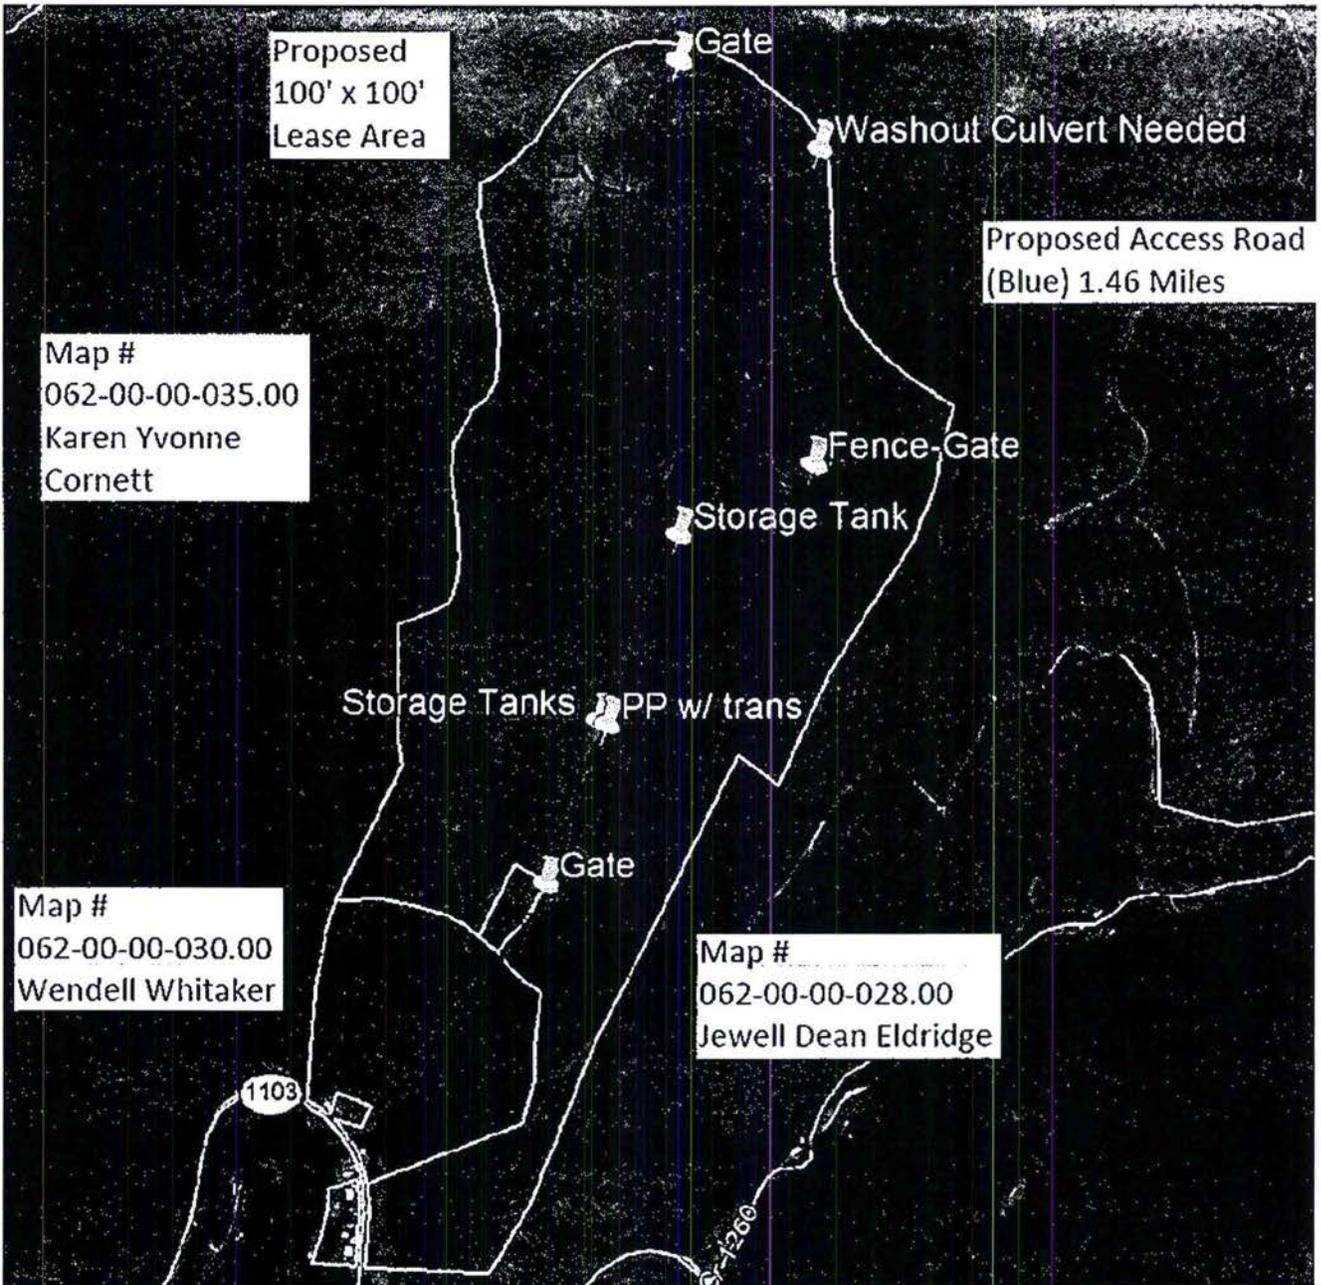 Gate
Proposed
100' x 100'
Lease Area
Washout Culvert Needed
Proposed Access Road
(Blue) 1.46 Miles
Map #
062-00-00-035.00
Karen Yvonne
Cornett
Fence-Gate
Storage Tank
Storage Tanks PP w/ trans
Gate
Map #
062-00-00-030.00
Wendell Whitaker
Map #
062-00-00-028.00
Jewell Dean Eldridge
1103
1260